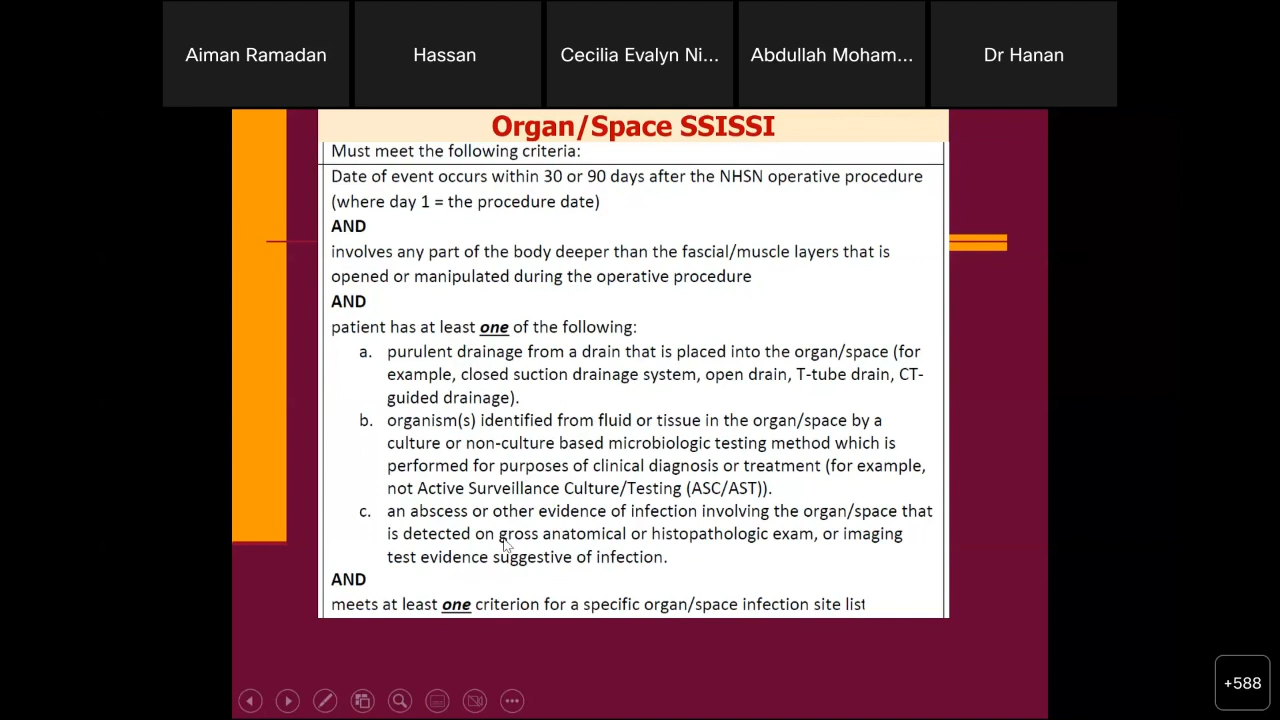 Aiman Ramadan
Hassan
Cecilia Evalyn Ni...
Abdullah Moham...
Dr Hanan
Organ/Space SSISSI
Must meet the following criteria:
Date of event occurs within 30 or 90 days after the NHSN operative procedure
(where day 1 = the procedure date)
AND
involves any part of the body deeper than the fascial/muscle layers that is
opened or manipulated during the operative procedure
AND
patient has at least one of the following:
a. purulent drainage from a drain that is placed into the organ/space (for
example, closed suction drainage system, open drain, T-tube drain, CT-
guided drainage).
b. organism(s) identified from fluid or tissue in the organ/space by a
culture or non-culture based microbiologic testing method which is
performed for purposes of clinical diagnosis or treatment (for example,
not Active Surveillance Culture/Testing (ASC/AST)).
c. an abscess or other evidence of infection involving the organ/space that
is detected on gross anatomical or histopathologic exam, or imaging
test evidence suggestive of infection.
AND
meets at least one criterion for a specific organ/space infection site list
+588